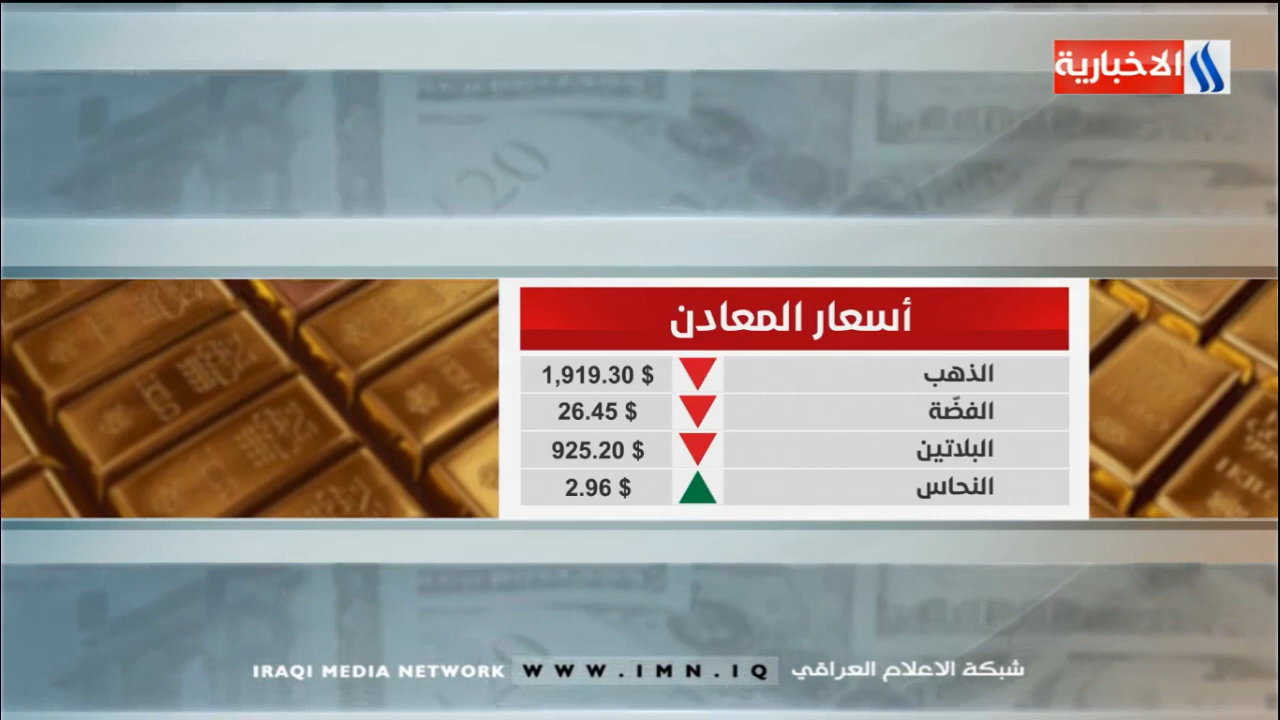 الاخبارية
20
أسعار المعادن
الذهب 1,919.30 $
الفضّة 26.45 $
البلاتين 925.20 $
النحاس 2.96 $
IRAQI MEDIA NETWORK WWW.IMN.IQ شبكة الاعلام العراقي